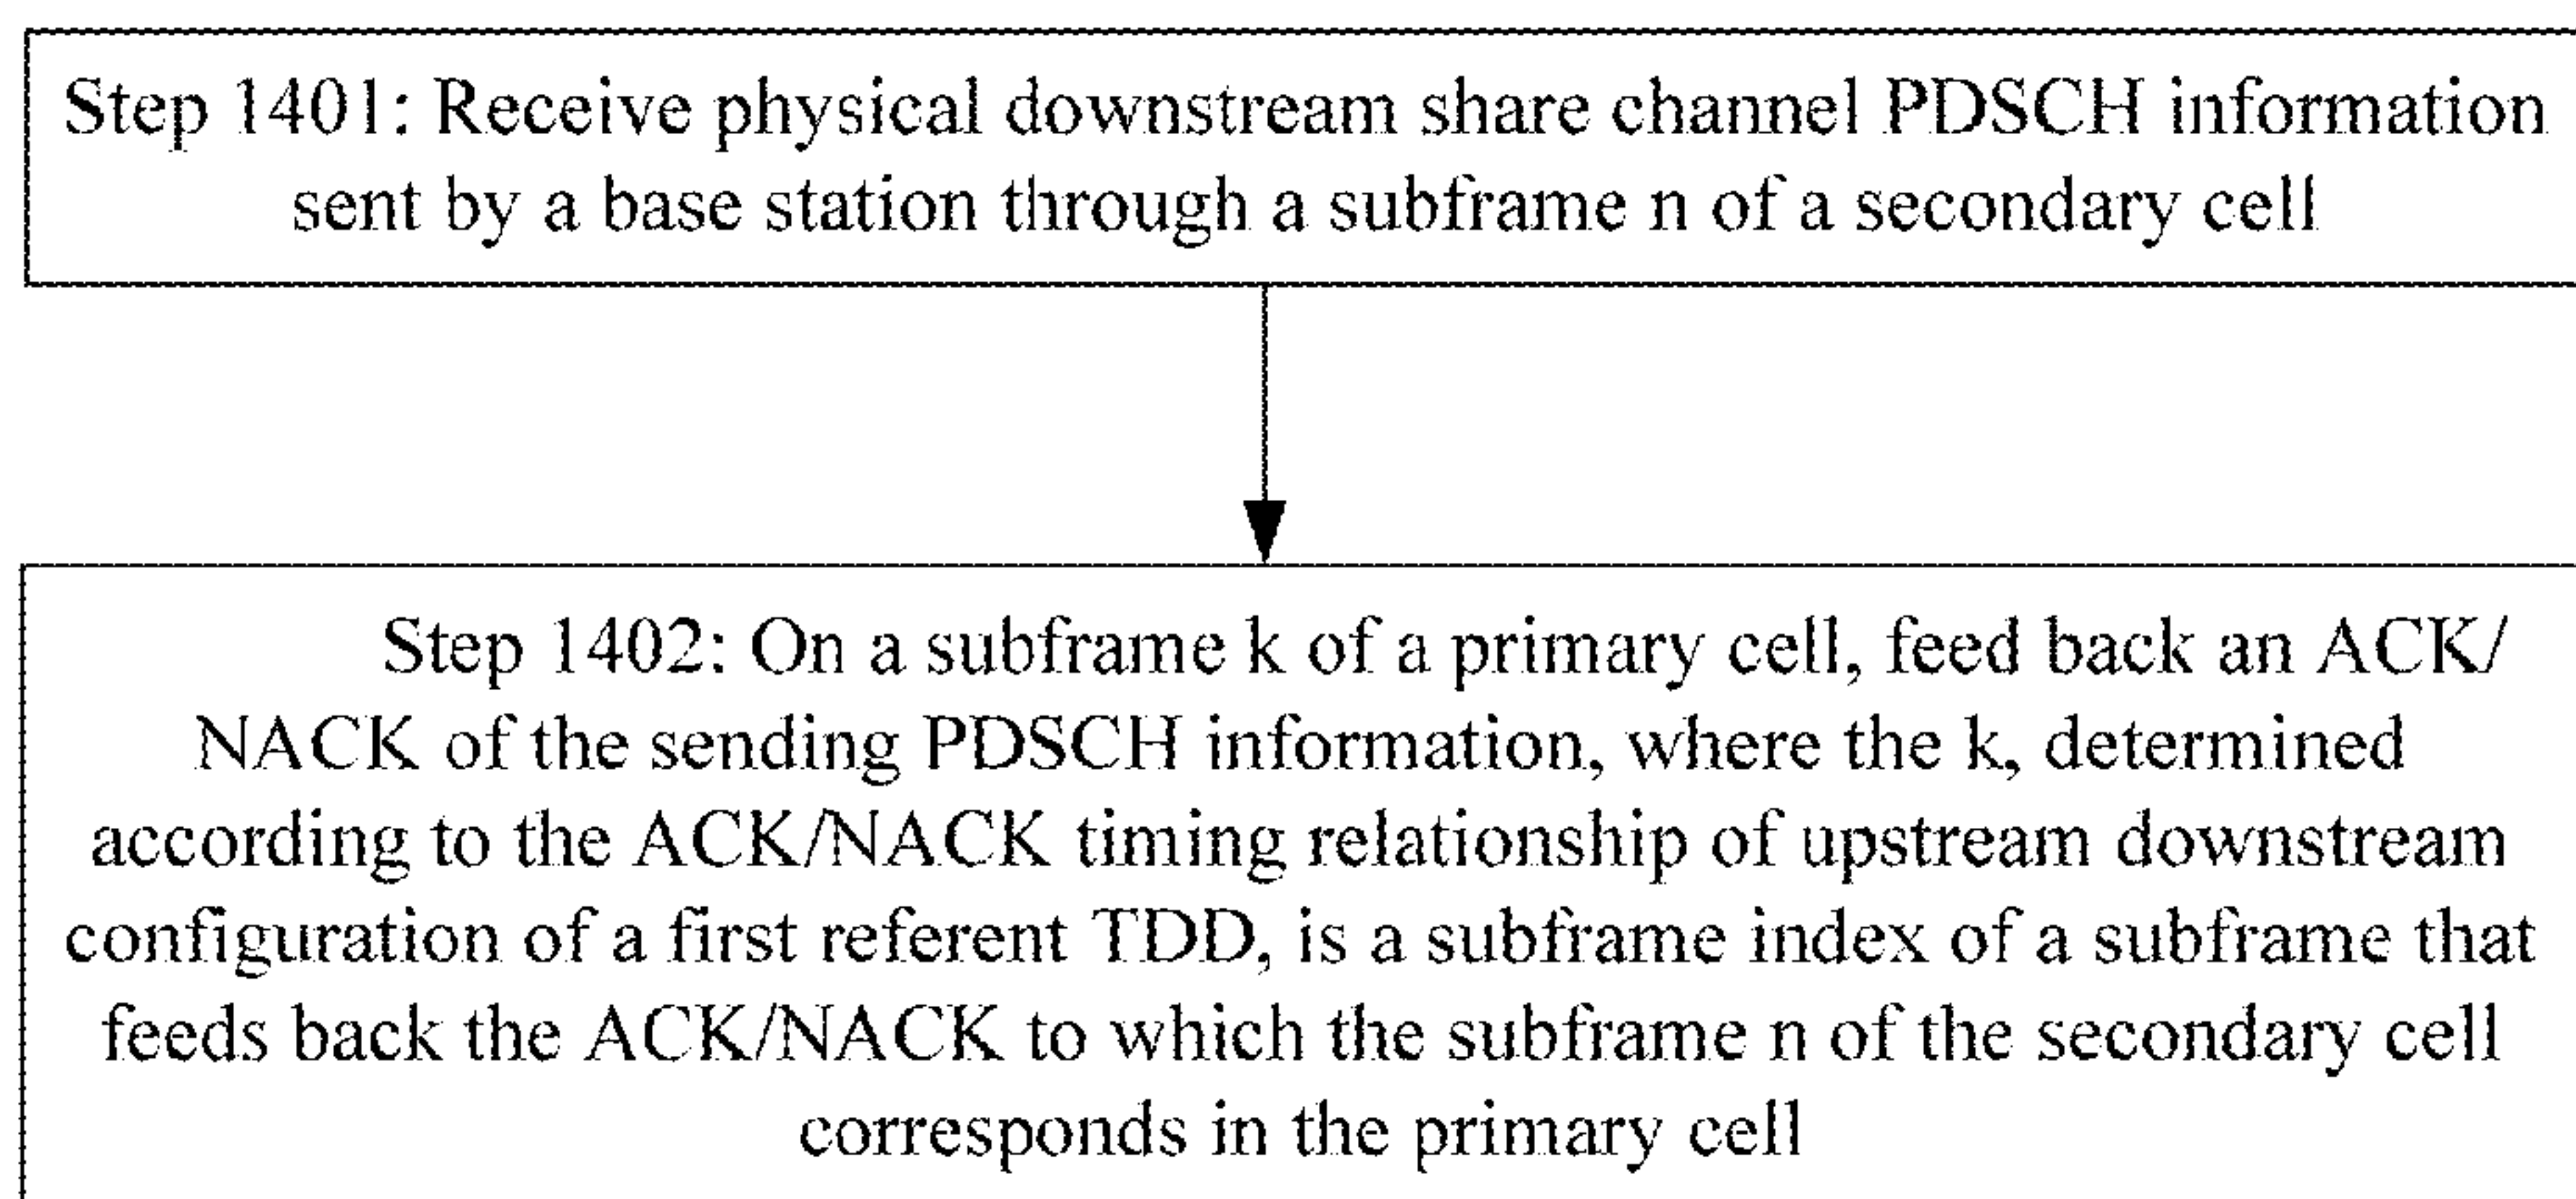 Step 1401: Receive physical downstream share channel PDSCH information
sent by a base station through a subframe n of a secondary cell
Step 1402: On a subframe k of a primary cell, feed back an ACK/
NACK of the sending PDSCH information, where the k, determined
according to the ACK/NACK timing relationship of upstream downstream
configuration of a first referent TDD, is a subframe index of a subframe that
feeds back the ACK/NACK to which the subframe n of the secondary cell
corresponds in the primary cell